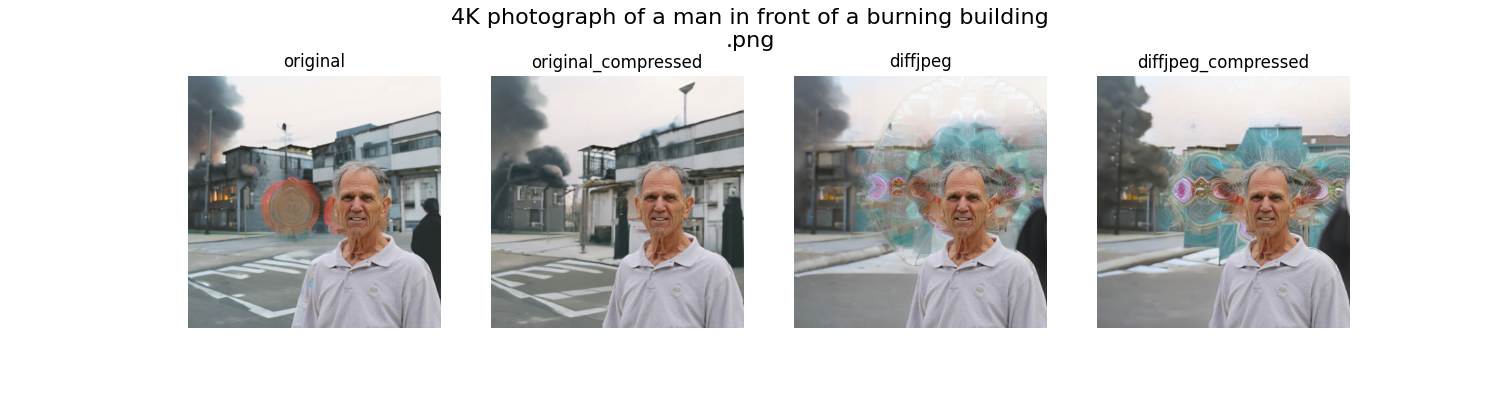 4K photograph of a man in front of a burning building
.png
original
original_compressed
diffjpeg
diffjpeg_compressed